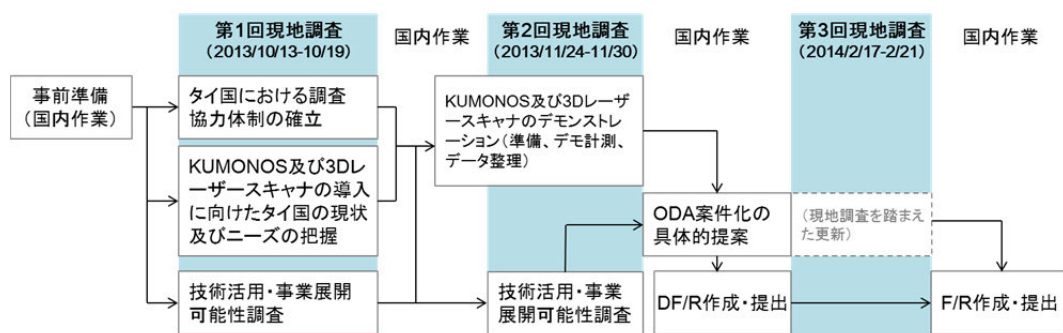 第1回現地調査
(2013/10/13-10/19)
国内作業
第2回現地調査
(2013/11/24-11/30)
国内作業
第3回現地調査
(2014/2/17-2/21)
国内作業
事前準備
(国内作業)
タイ国における調査
協力体制の確立
KUMONOS及び3Dレ
ーザースキャナの導入
に向けたタイ国の現状
及びニーズの把握
技術活用・事業展開
可能性調査
KUMONOS及び3Dレーザ
ースキャナのデモンストレ
ーション(準備、デモ計測、
データ整理)
技術活用・事業
展開可能性調査
ODA案件化の
具体的提案
(現地調査を踏まえ
た更新)
DF/R作成・提出
F/R作成・提出